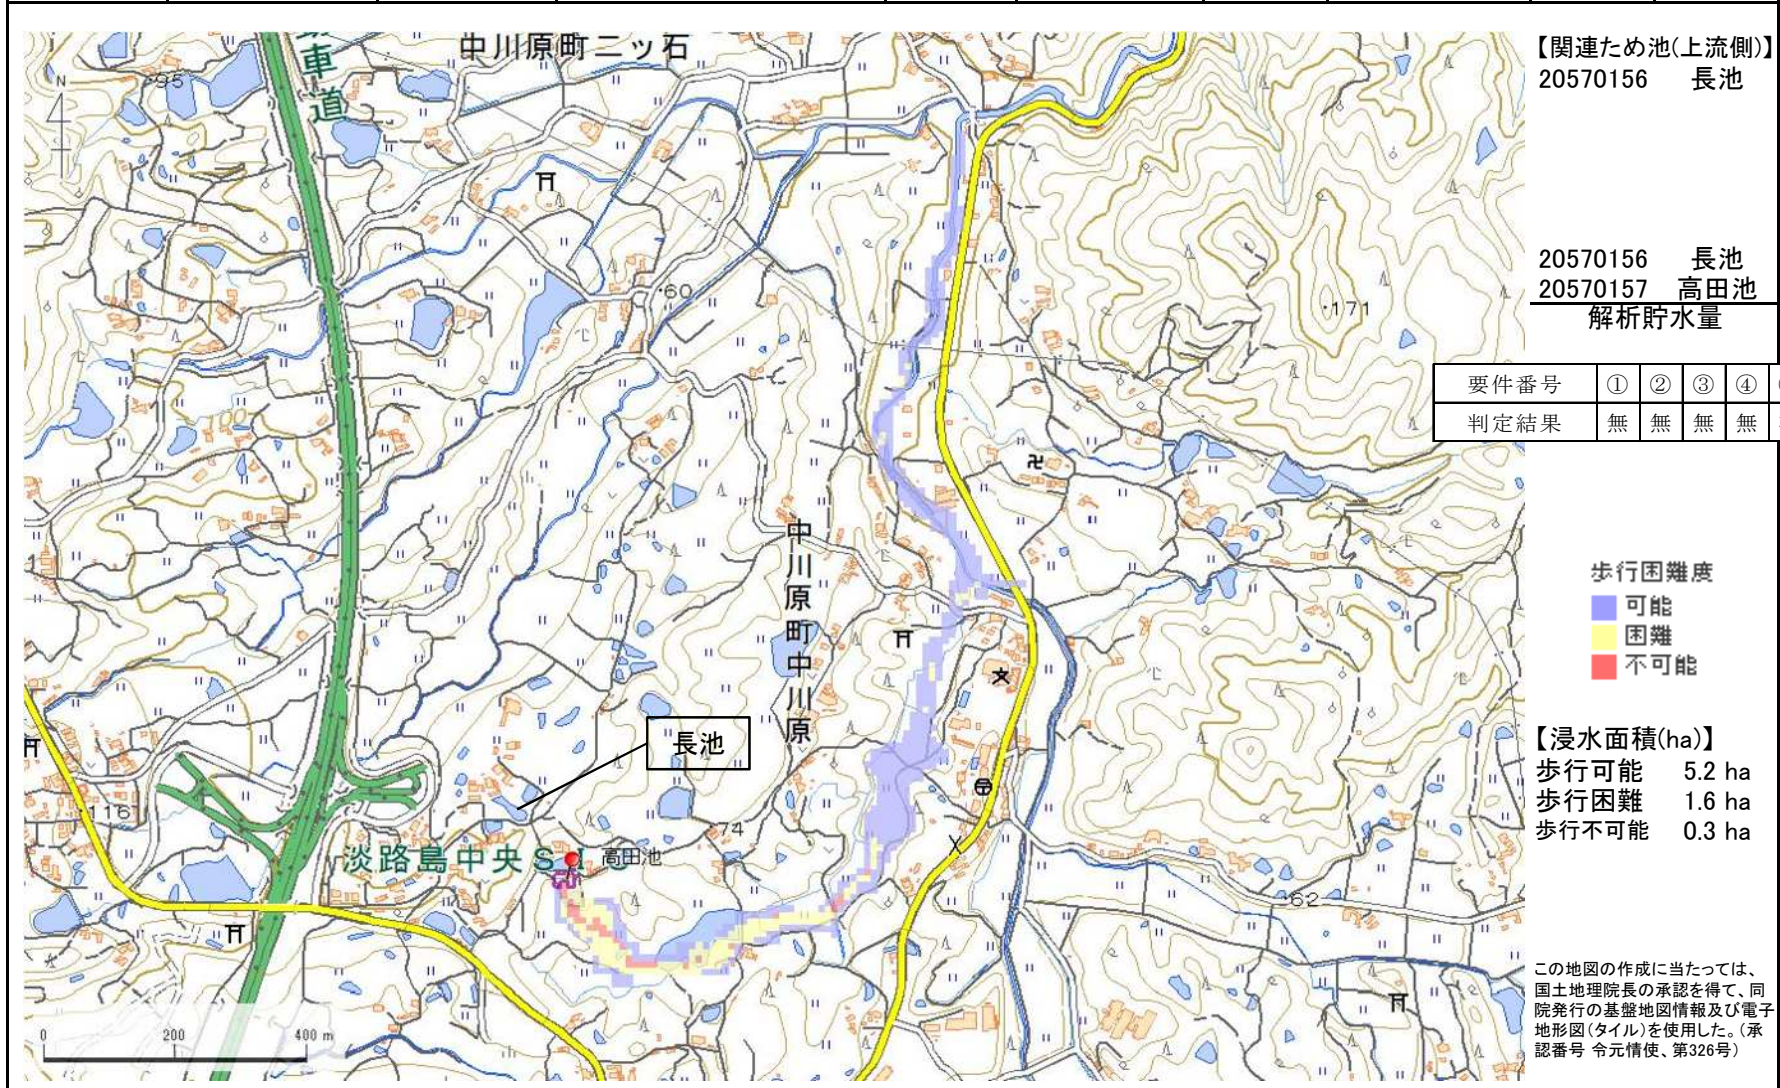 中川原町二ッ石
動車道
95
N
60
171
中川原町中川原
長池
116
74
淡路島中央SIC
高田池
62
0 200 400 m
【関連ため池(上流側)】
20570156 長池
20570156 長池
20570157 高田池
解析貯水量
要件番号 ① ② ③ ④
判定結果 無 無 無 無
歩行困難度
可能
困難
不可能
【浸水面積(ha)】
歩行可能 5.2 ha
歩行困難 1.6 ha
歩行不可能 0.3 ha
この地図の作成に当たっては、
国土地理院長の承認を得て、同
院発行の基盤地図情報及び電子
地形図(タイル)を使用した。(承
認番号 令元情使、第326号)